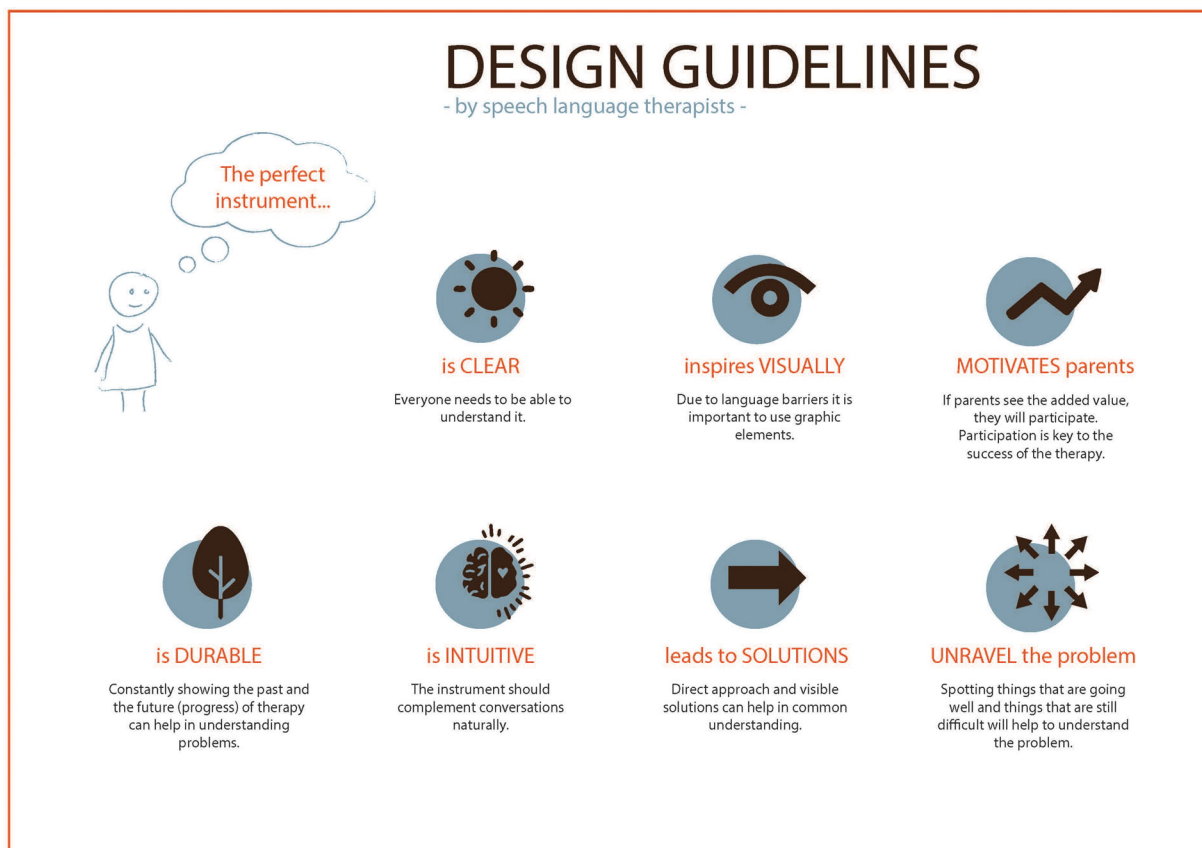 DESIGN GUIDELINES
- by speech language therapists -
The perfect
instrument...
is CLEAR
Everyone needs to be able to
understand it.
inspires VISUALLY
Due to language barriers it is
important to use graphic
elements.
MOTIVATES parents
If parents see the added value,
they will participate.
Participation is key to the
success of the therapy.
is DURABLE
Constantly showing the past and
the future (progress) of therapy
can help in understanding
problems.
is INTUITIVE
The instrument should
complement conversations
naturally.
leads to SOLUTIONS
Direct approach and visible
solutions can help in common
understanding.
UNRAVEL the problem
Spotting things that are going
well and things that are still
difficult will help to understand
the problem.